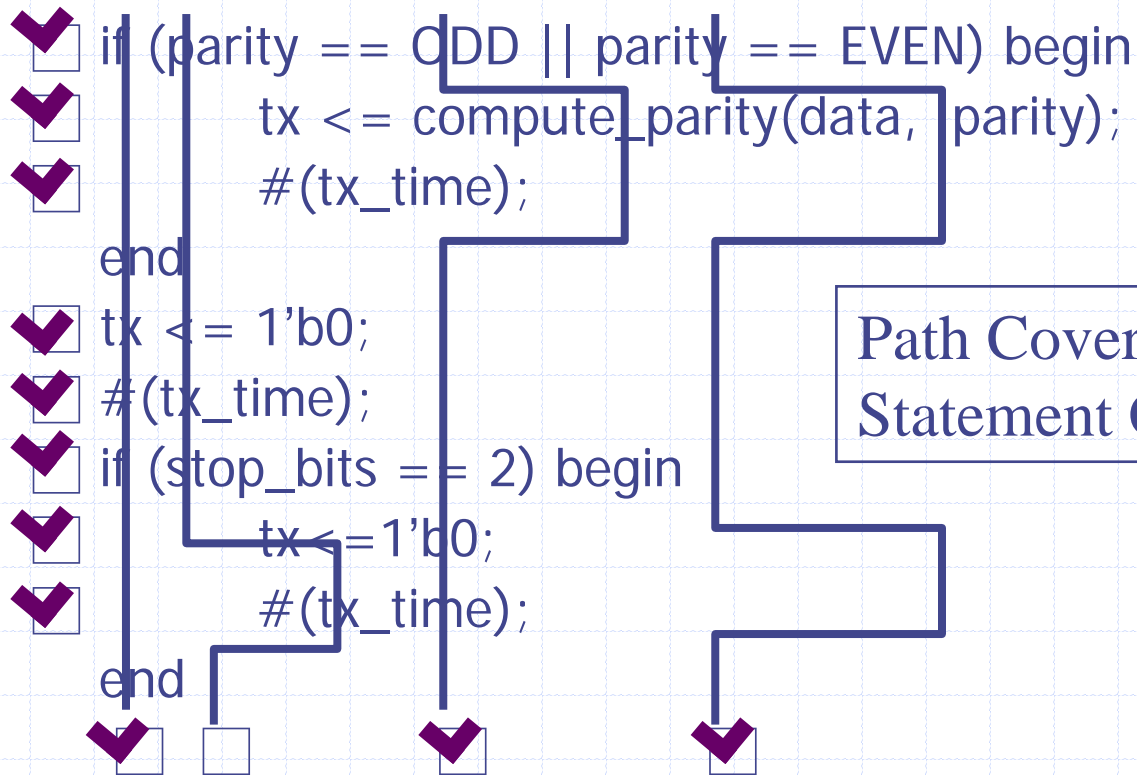 if (parity == ODD || parity == EVEN) begin
tx <= compute_parity(data, parity);
#(tx_time);
end
tx <= 1’b0;
#(tx_time);
if (stop_bits == 2) begin
tx<=1’b0;
#(tx_time);
end
Path
Statement